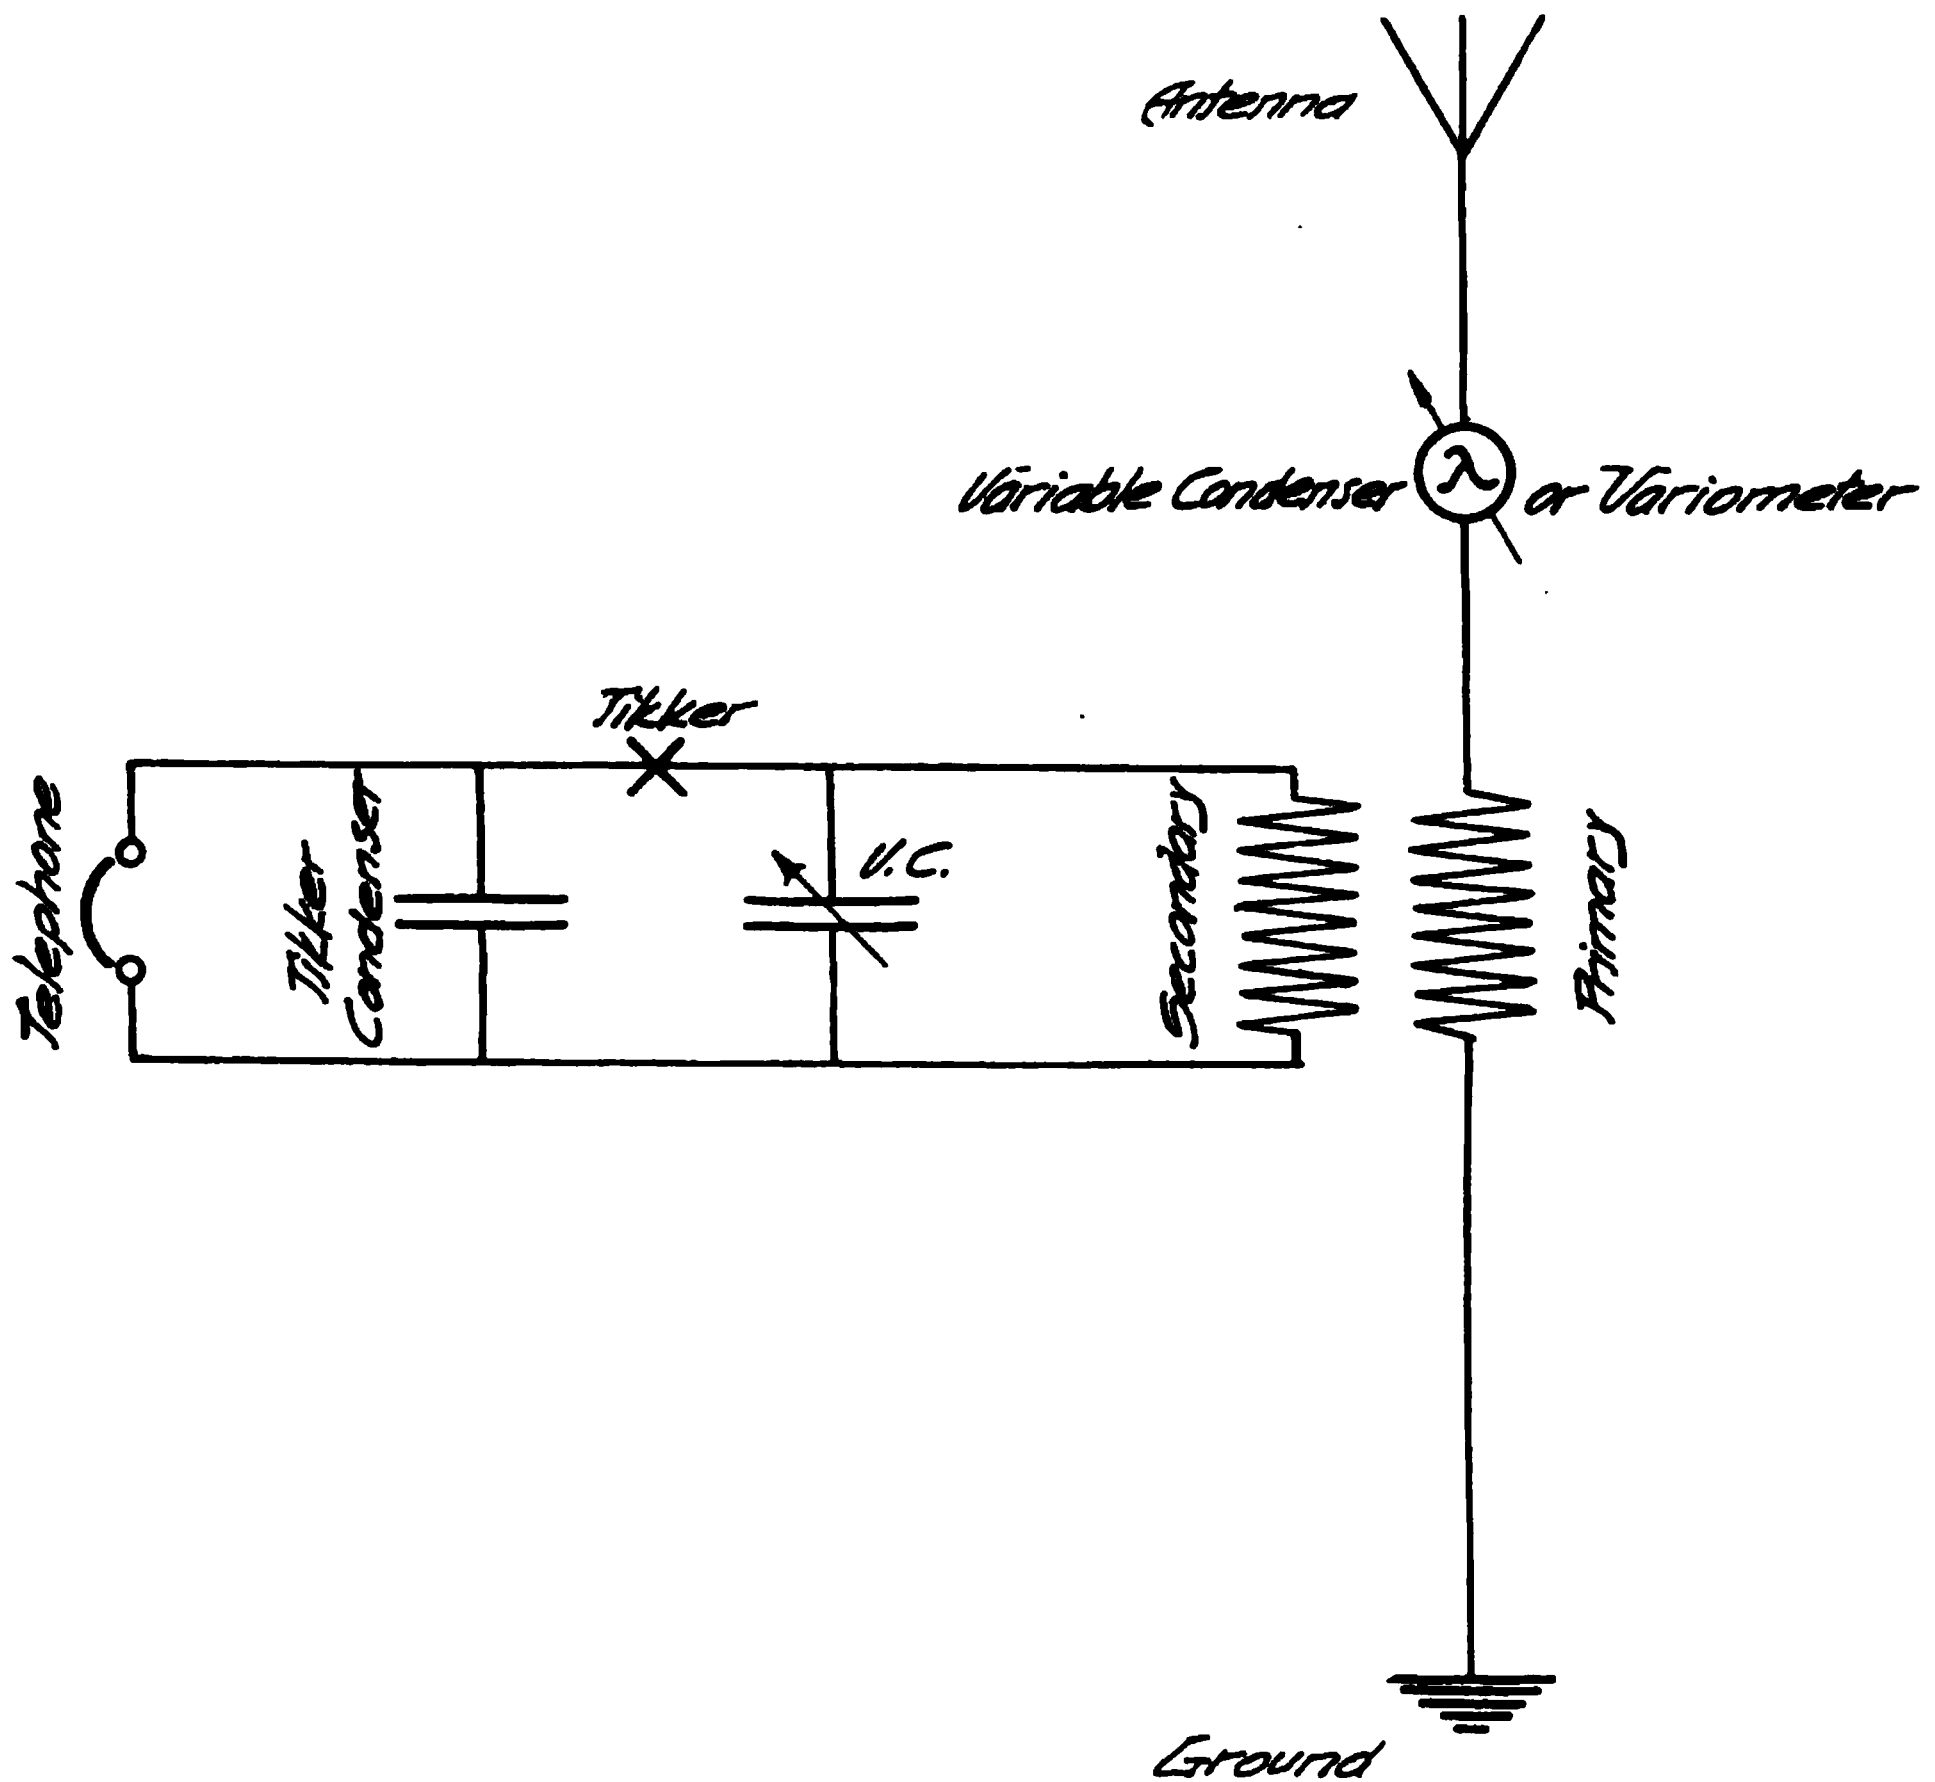 Antenna
Variable Condenser λ or Variometer
Tikker
Telephone
Tikker
Condenser
V.C.
Secondary
Primary
Ground